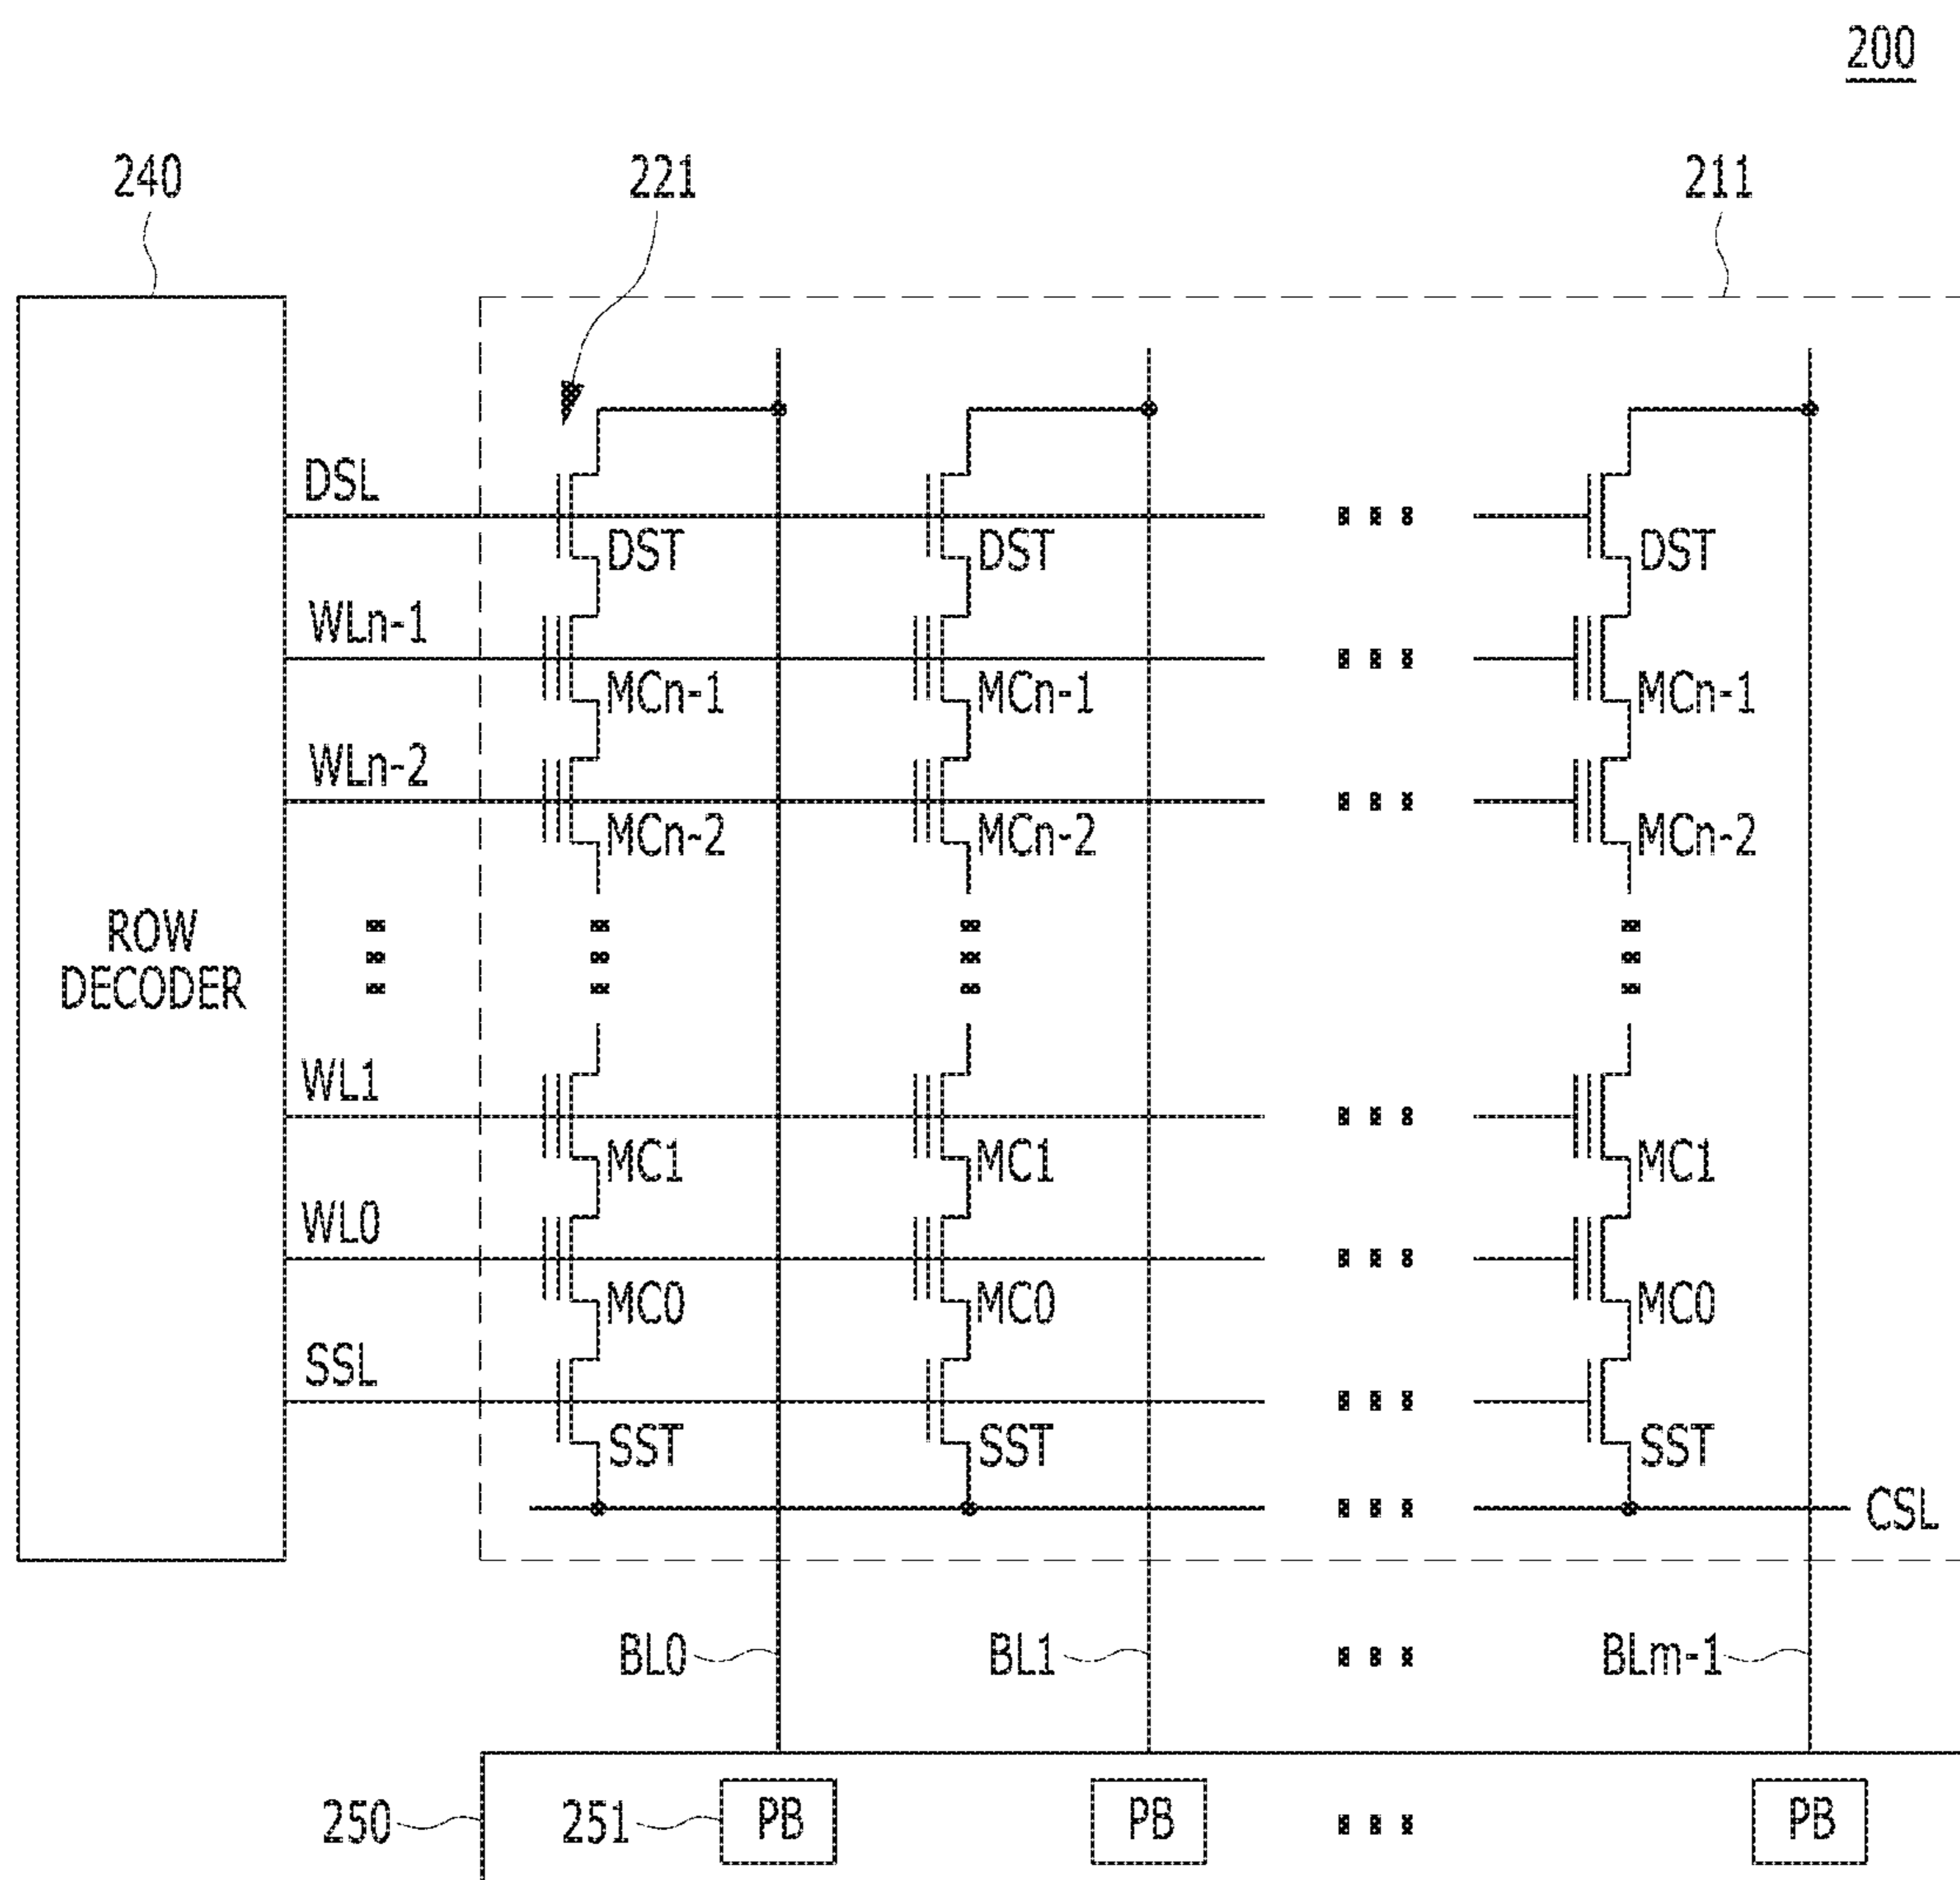 200
240 221 211
DSL
DST DST DST
WLn-1
MCn-1 MCn-1 MCn-1
WLn-2
MCn-2 MCn-2 MCn-2
ROW
DECODER
WL1
MC1 MC1 MC1
WL0
MC0 MC0 MC0
SSL
SST SST SST
CSL
BL0 BL1 BLm-1
250 251 PB PB PB